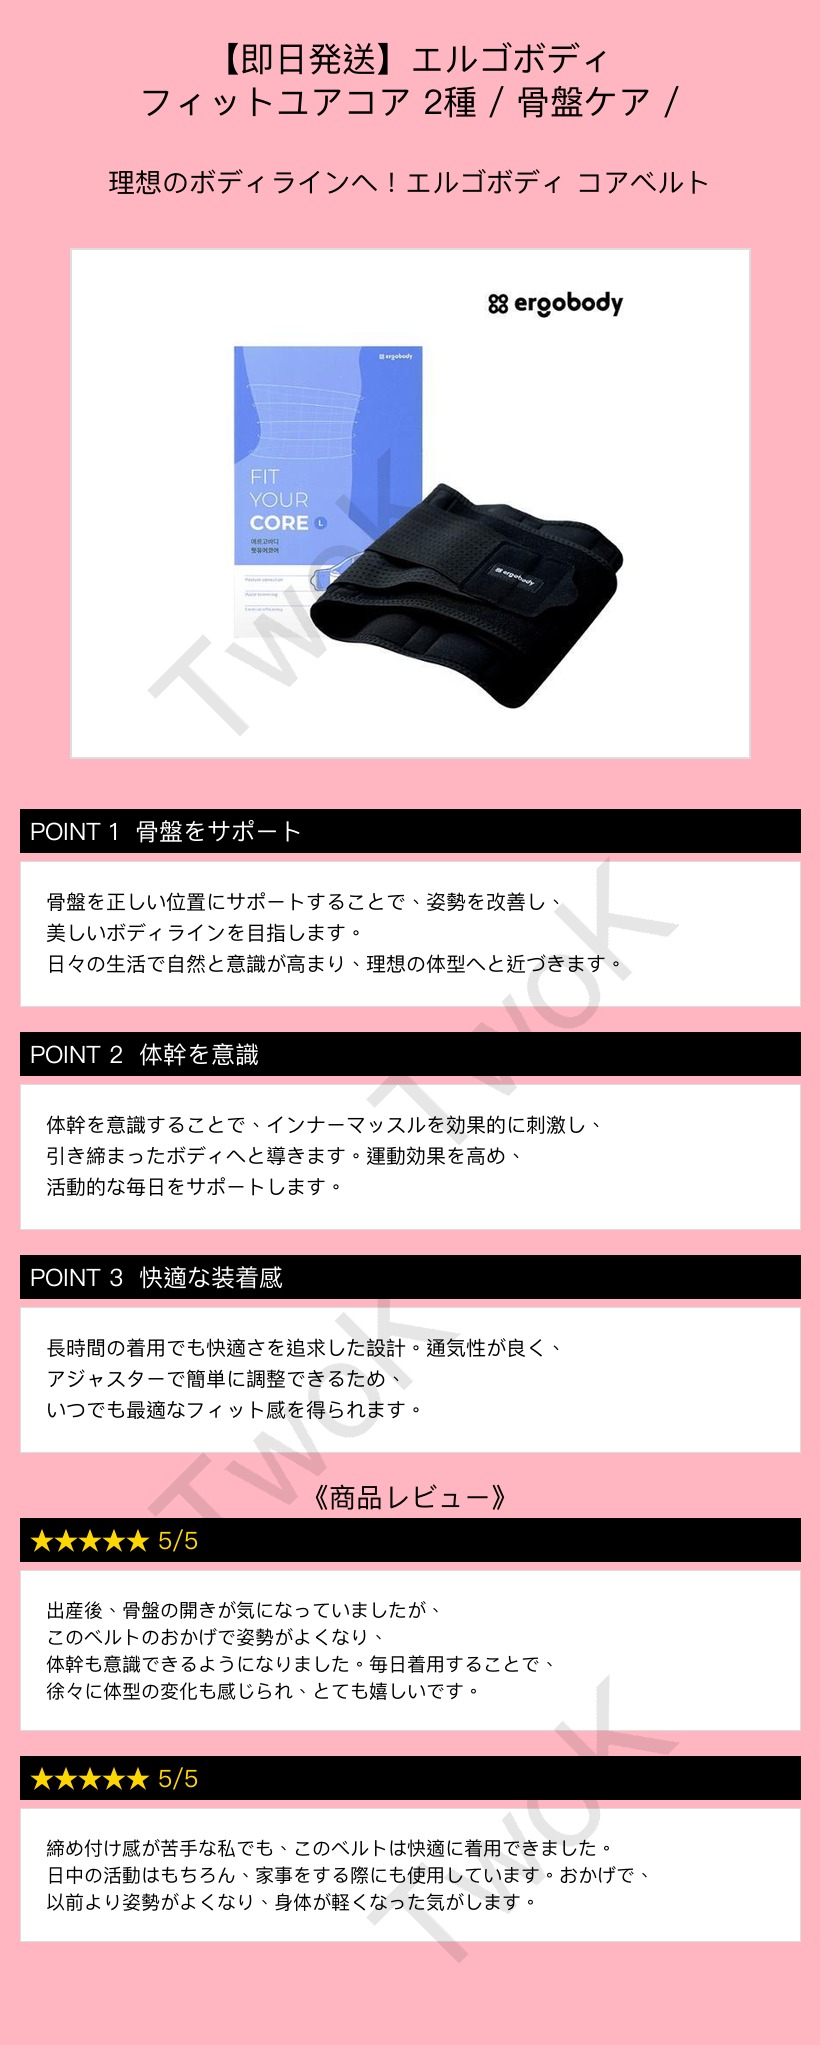 【即日発送】エルゴボディ
フィットユアコア 2種 / 骨盤ケア /
理想のボディラインへ！エルゴボディ コアベルト
ergobody
ergobody
FIT
YOUR
CORE L
에르고바디
핏유어코어
Posture correction
Waist trimming
Exercise efficiency
ergobody
TwoK
POINT 1 骨盤をサポート
骨盤を正しい位置にサポートすることで、姿勢を改善し、
美しいボディラインを目指します。
日々の生活で自然と意識が高まり、理想の体型へと近づきます。
TwoK
POINT 2 体幹を意識
体幹を意識することで、インナーマッスルを効果的に刺激し、
引き締まったボディへと導きます。運動効果を高め、
活動的な毎日をサポートします。
POINT 3 快適な装着感
長時間の着用でも快適さを追求した設計。通気性が良く、
アジャスターで簡単に調整できるため、
いつでも最適なフィット感を得られます。
TwoK
《商品レビュー》
★★★★★ 5/5
出産後、骨盤の開きが気になっていましたが、
このベルトのおかげで姿勢がよくなり、
体幹も意識できるようになりました。毎日着用することで、
徐々に体型の変化も感じられ、とても嬉しいです。
★★★★★ 5/5
締め付け感が苦手な私でも、このベルトは快適に着用できました。
日中の活動はもちろん、家事をする際にも使用しています。おかげで、
以前より姿勢がよくなり、身体が軽くなった気がします。
TwoK